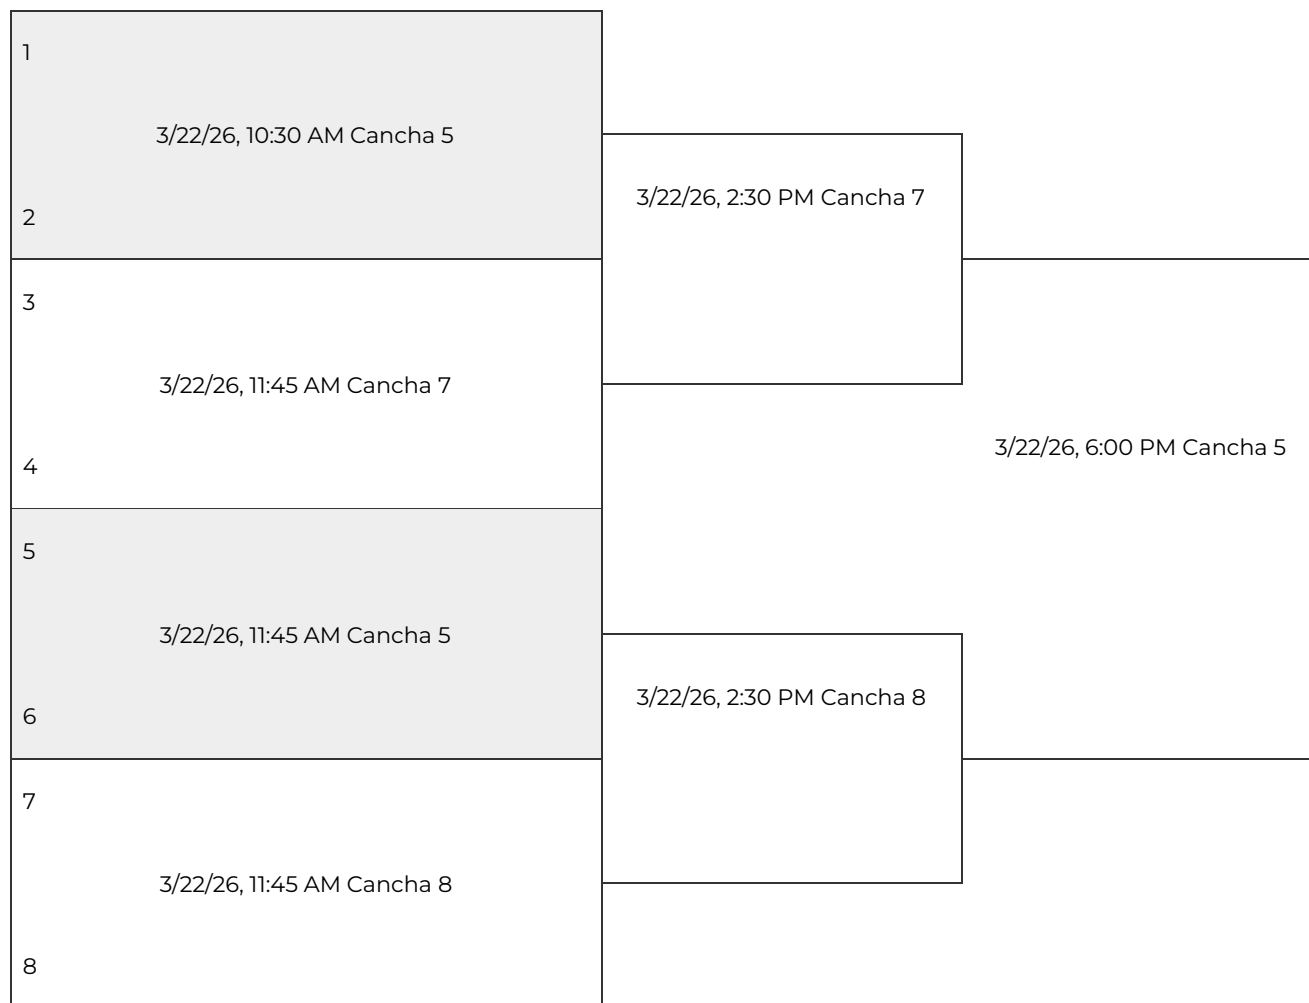 1
3/22/26, 10:30 AM Cancha 5
2
3/22/26, 2:30 PM Cancha 7
3
3/22/26, 11:45 AM Cancha 7
4
3/22/26, 6:00 PM Cancha 5
5
3/22/26, 11:45 AM Cancha 5
6
3/22/26, 2:30 PM Cancha 8
7
3/22/26, 11:45 AM Cancha 8
8